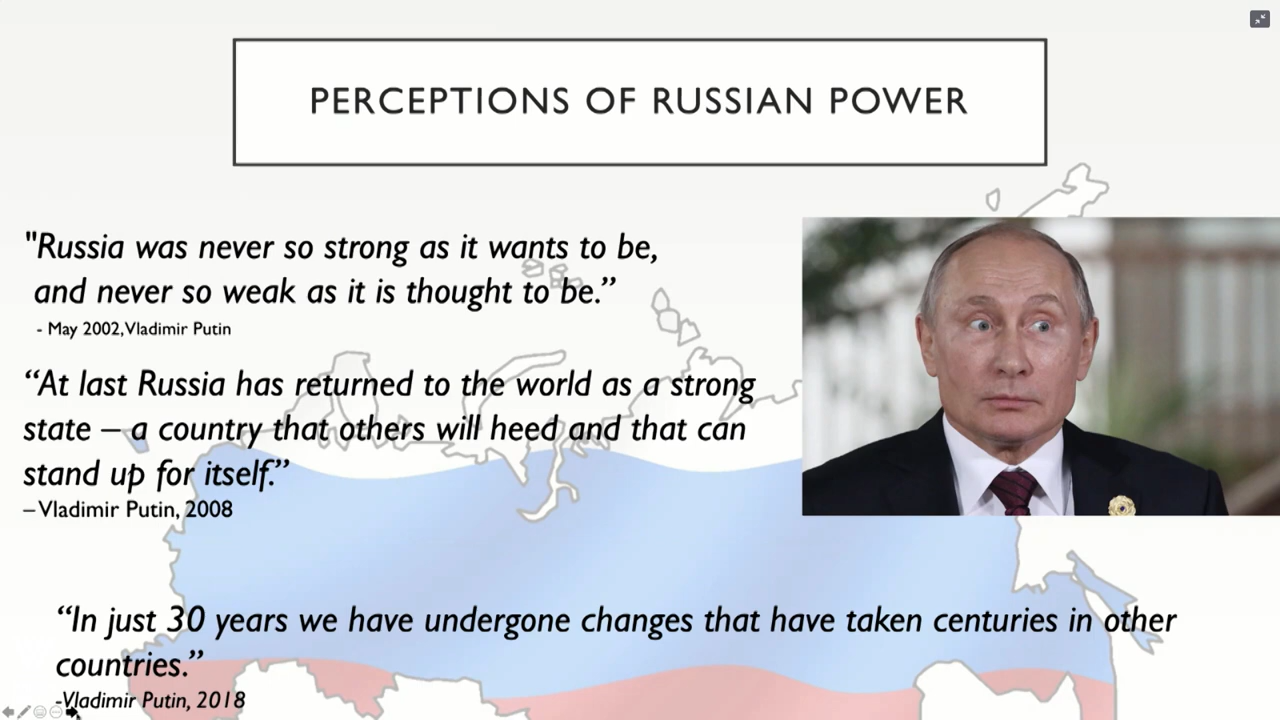 PERCEPTIONS OF RUSSIAN POWER
"Russia was never so strong as it wants to be,
and never so weak as it is thought to be.”
- May 2002,Vladimir Putin
“At last Russia has returned to the world as a strong
state – a country that others will heed and that can
stand up for itself.”
– Vladimir Putin, 2008
“In just 30 years we have undergone changes that have taken centuries in other
countries.”
-Vladimir Putin, 2018